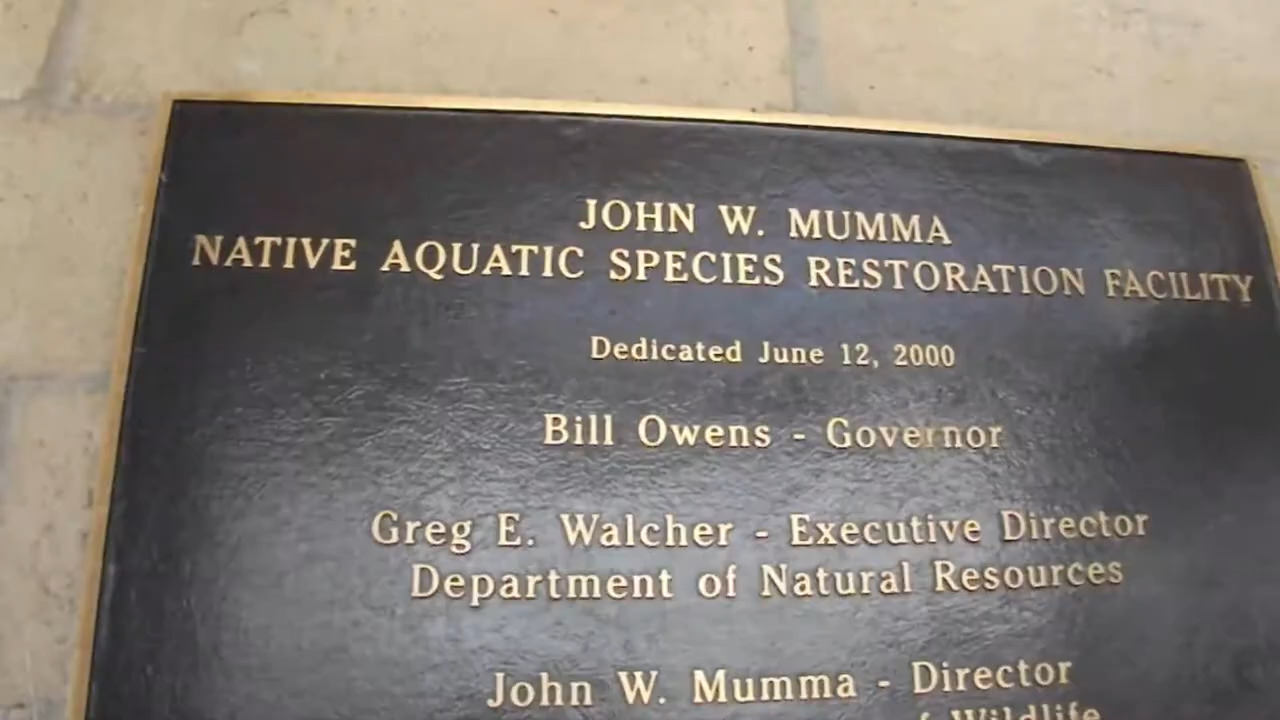 JOHN W. MUMMA
NATIVE AQUATIC SPECIES RESTORATION FACILITY
Dedicated June 12, 2000
Bill Owens - Governor
Greg E. Walcher - Executive Director
Department of Natural Resources
John W. Mumma - Director
Wildlife